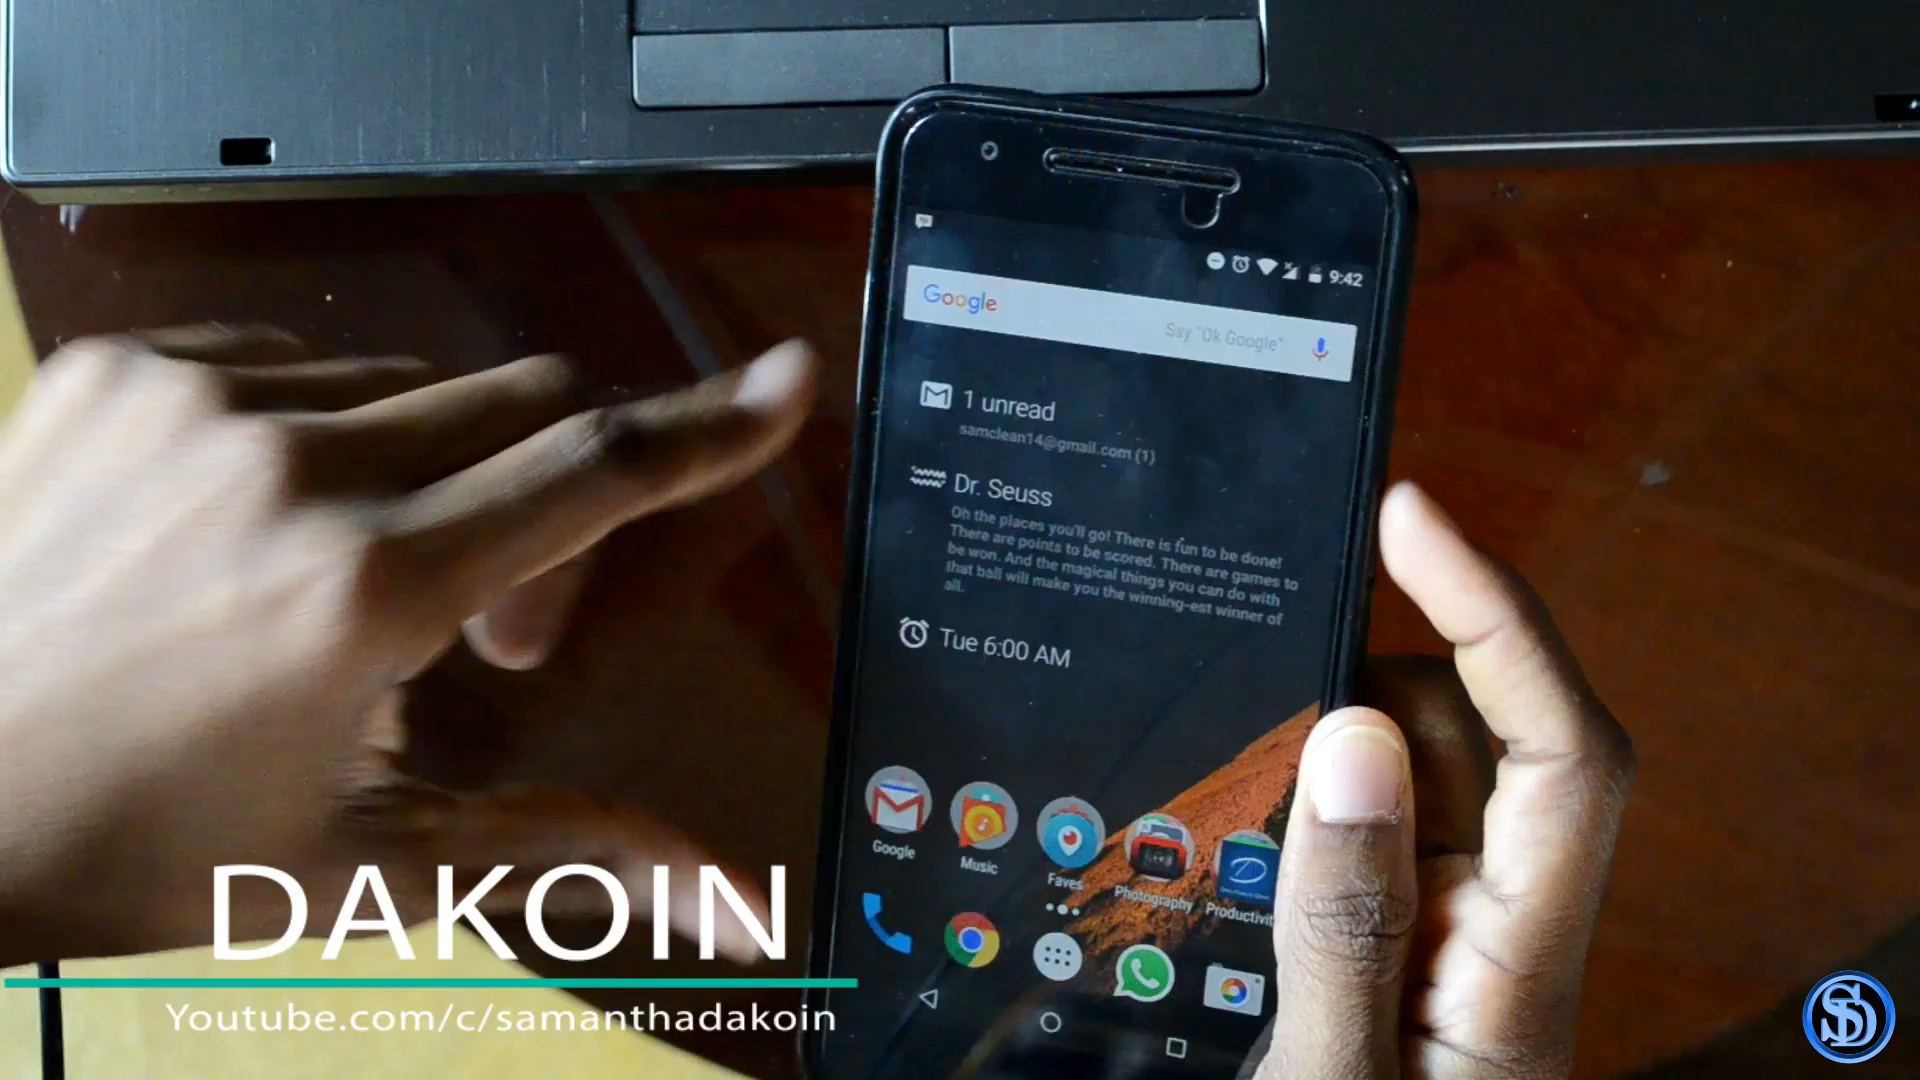 9:42
Google
Say "Ok Google"
1 unread
samclean14@gmail.com (1)
Dr. Seuss
Oh the places you'll go! There is fun to be done!
There are points to be scored. There are games to
be won. And the magical things you can do with
that ball will make you the winning-est winner of
all.
Tue 6:00 AM
Google
Music
Faves
Photography
Productivit
DAKOIN
Youtube.com/c/samanthadakoin